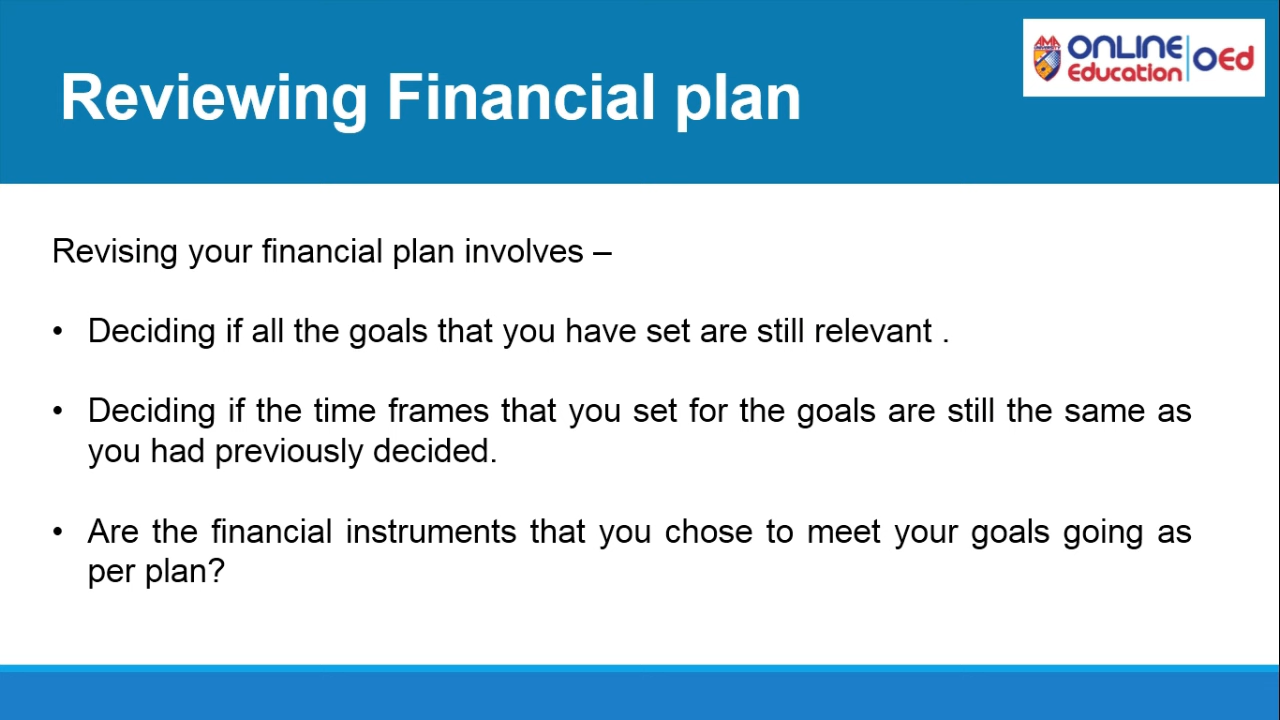 Reviewing Financial plan
ONLINE
Education
OEd
Revising your financial plan involves –
• Deciding if all the goals that you have set are still relevant .
• Deciding if the time frames that you set for the goals are still the same as
you had previously decided.
• Are the financial instruments that you chose to meet your goals going as
per plan?